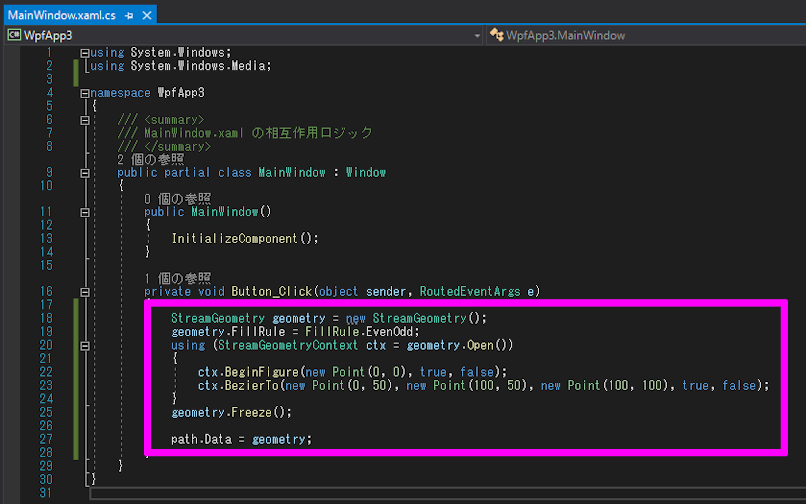 MainWindow.xaml.cs
WpfApp3 WpfApp3.MainWindow
1 using System.Windows;
2 using System.Windows.Media;
3
4 namespace WpfApp3
5 {
6 /// <summary>
7 /// MainWindow.xaml の相互作用ロジック
8 /// </summary>
2 個の参照
9 public partial class MainWindow : Window
10 {
0 個の参照
11 public MainWindow()
12 {
13 InitializeComponent();
14 }
15
1 個の参照
16 private void Button_Click(object sender, RoutedEventArgs e)
17
18 StreamGeometry geometry = new StreamGeometry();
19 geometry.FillRule = FillRule.EvenOdd;
20 using (StreamGeometryContext ctx = geometry.Open())
21 {
22 ctx.BeginFigure(new Point(0, 0), true, false);
23 ctx.BezierTo(new Point(0, 50), new Point(100, 50), new Point(100, 100), true, false);
24 }
25 geometry.Freeze();
26
27 path.Data = geometry;
28
29 }
30 }
31